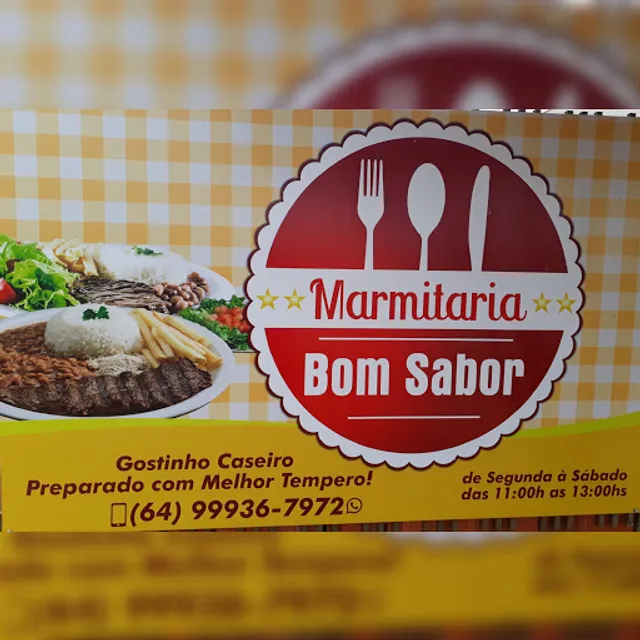 Marmitaria
Bom Sabor
Gostinho Caseiro
Preparado com Melhor Tempero!
(64) 99936-7972
de Segunda à Sábado
das 11:00h as 13:00hs